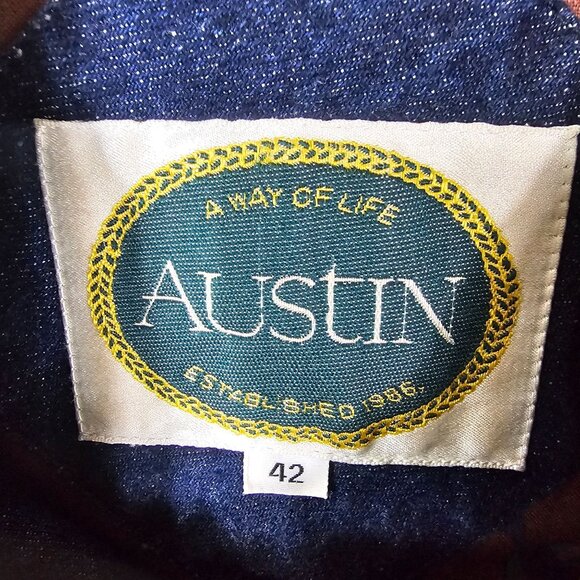 A WAY OF LIFE
AUSTIN
ESTABLISHED 1986.
42